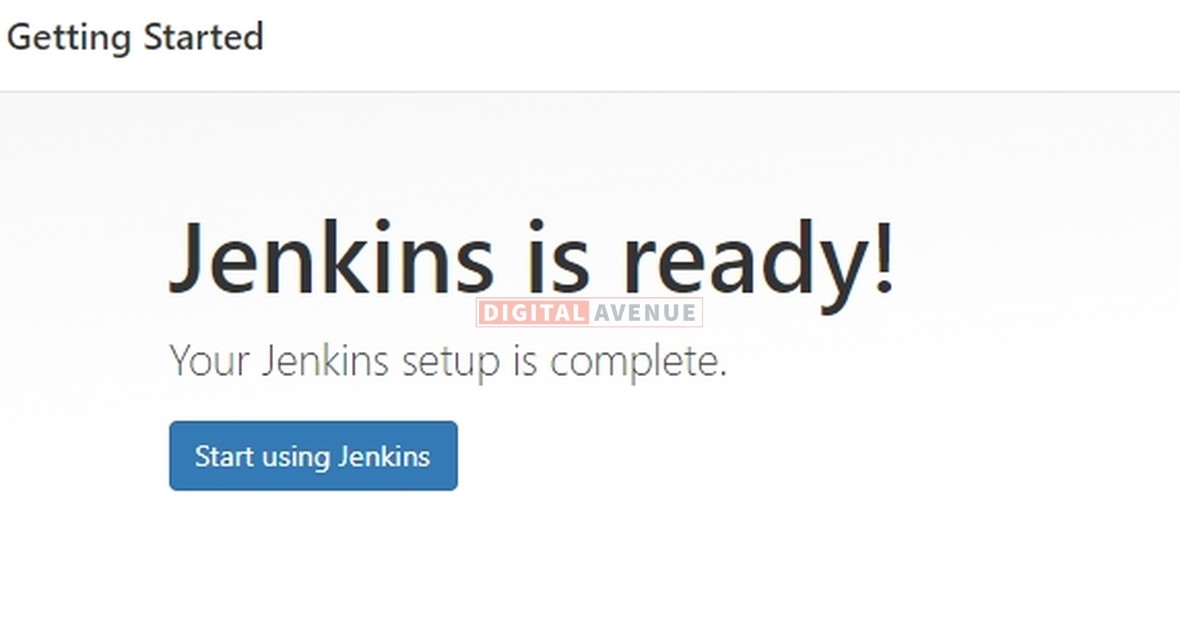 Getting Started
Jenkins is ready!
DIGITAL AVENUE
Your Jenkins setup is complete.
Start using Jenkins